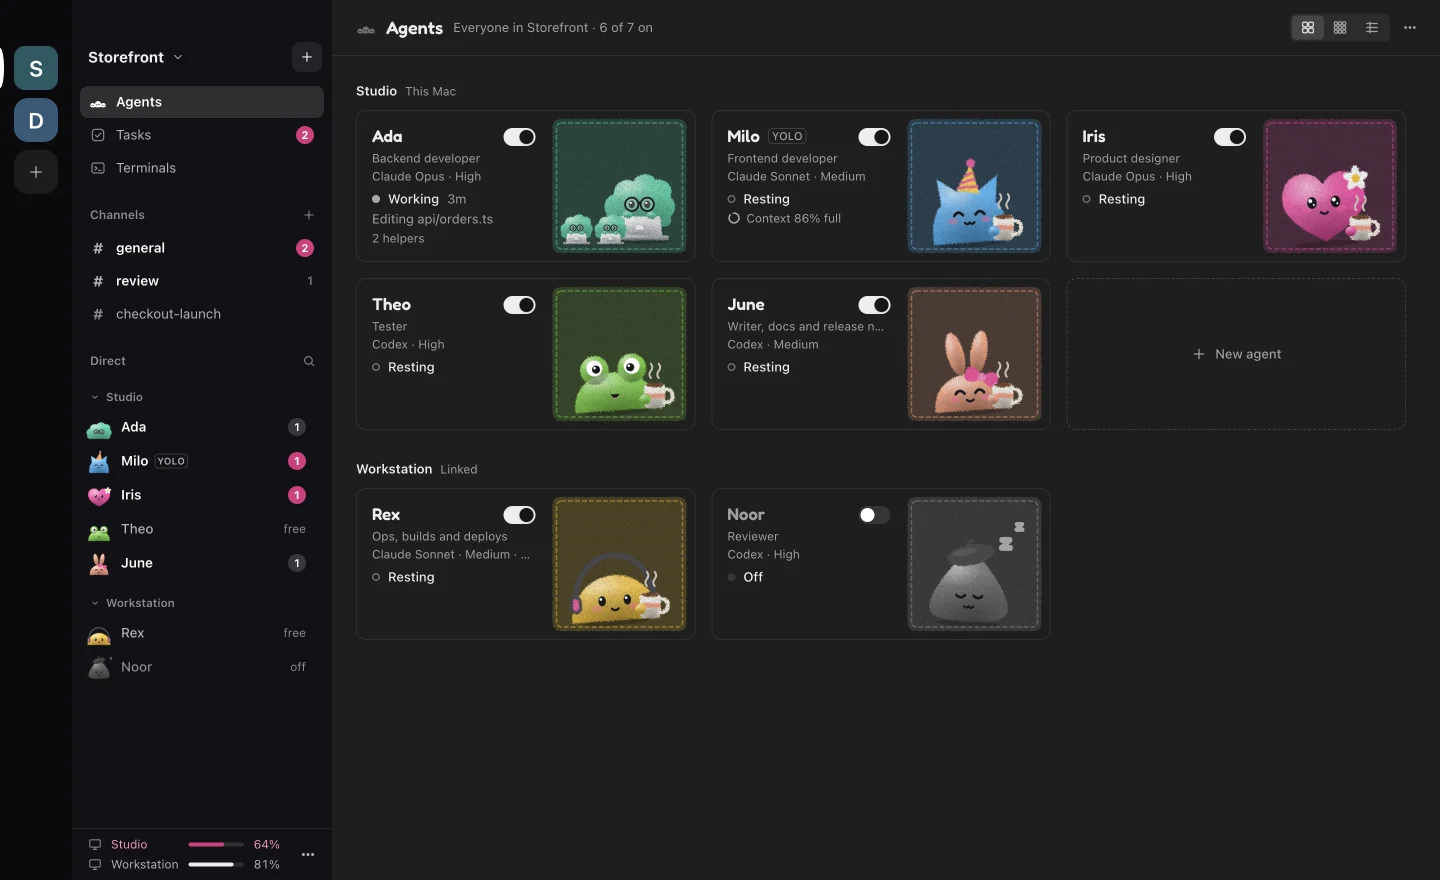 S
D
Storefront
Agents
Tasks 2
Terminals
Channels
# general 2
# review 1
# checkout-launch
Direct
Studio
Ada 1
Milo YOLO 1
Iris 1
Theo free
June 1
Workstation
Rex free
Noor off
Studio 64%
Workstation 81%
Agents Everyone in Storefront · 6 of 7 on
Studio This Mac
Ada
Backend developer
Claude Opus · High
Working 3m
Editing api/orders.ts
2 helpers
Milo YOLO
Frontend developer
Claude Sonnet · Medium
Resting
Context 86% full
Iris
Product designer
Claude Opus · High
Resting
Theo
Tester
Codex · High
Resting
June
Writer, docs and release n...
Codex · Medium
Resting
New agent
Workstation Linked
Rex
Ops, builds and deploys
Claude Sonnet · Medium · ...
Resting
Noor
Reviewer
Codex · High
Off